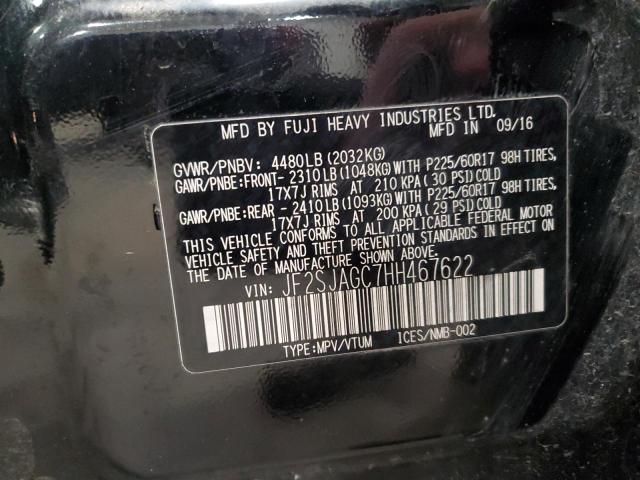 MFD BY FUJI HEAVY INDUSTRIES LTD.
MFD IN 09/16
GVWR/PNBV: 4480LB(2032KG)
GAWR/PNBE:FRONT-2310LB(1048KG)WITH P225/60R17 98H TIRES,
17X7J RIMS AT 210 KPA(30 PSI)COLD
GAWR/PNBE:REAR -2410LB(1093KG)WITH P225/60R17 98H TIRES,
17X7J RIMS AT 200 KPA(29 PSI)COLD
THIS VEHICLE CONFORMS TO ALL APPLICABLE FEDERAL MOTOR
VEHICLE SAFETY AND THEFT PREVENTION STANDARDS IN EFFECT ON
THE DATE OF MANUFACTURE SHOWN ABOVE.
VIN: JF2SJAGC7HH467622
TYPE:MPV/VTUM ICES/NMB-002